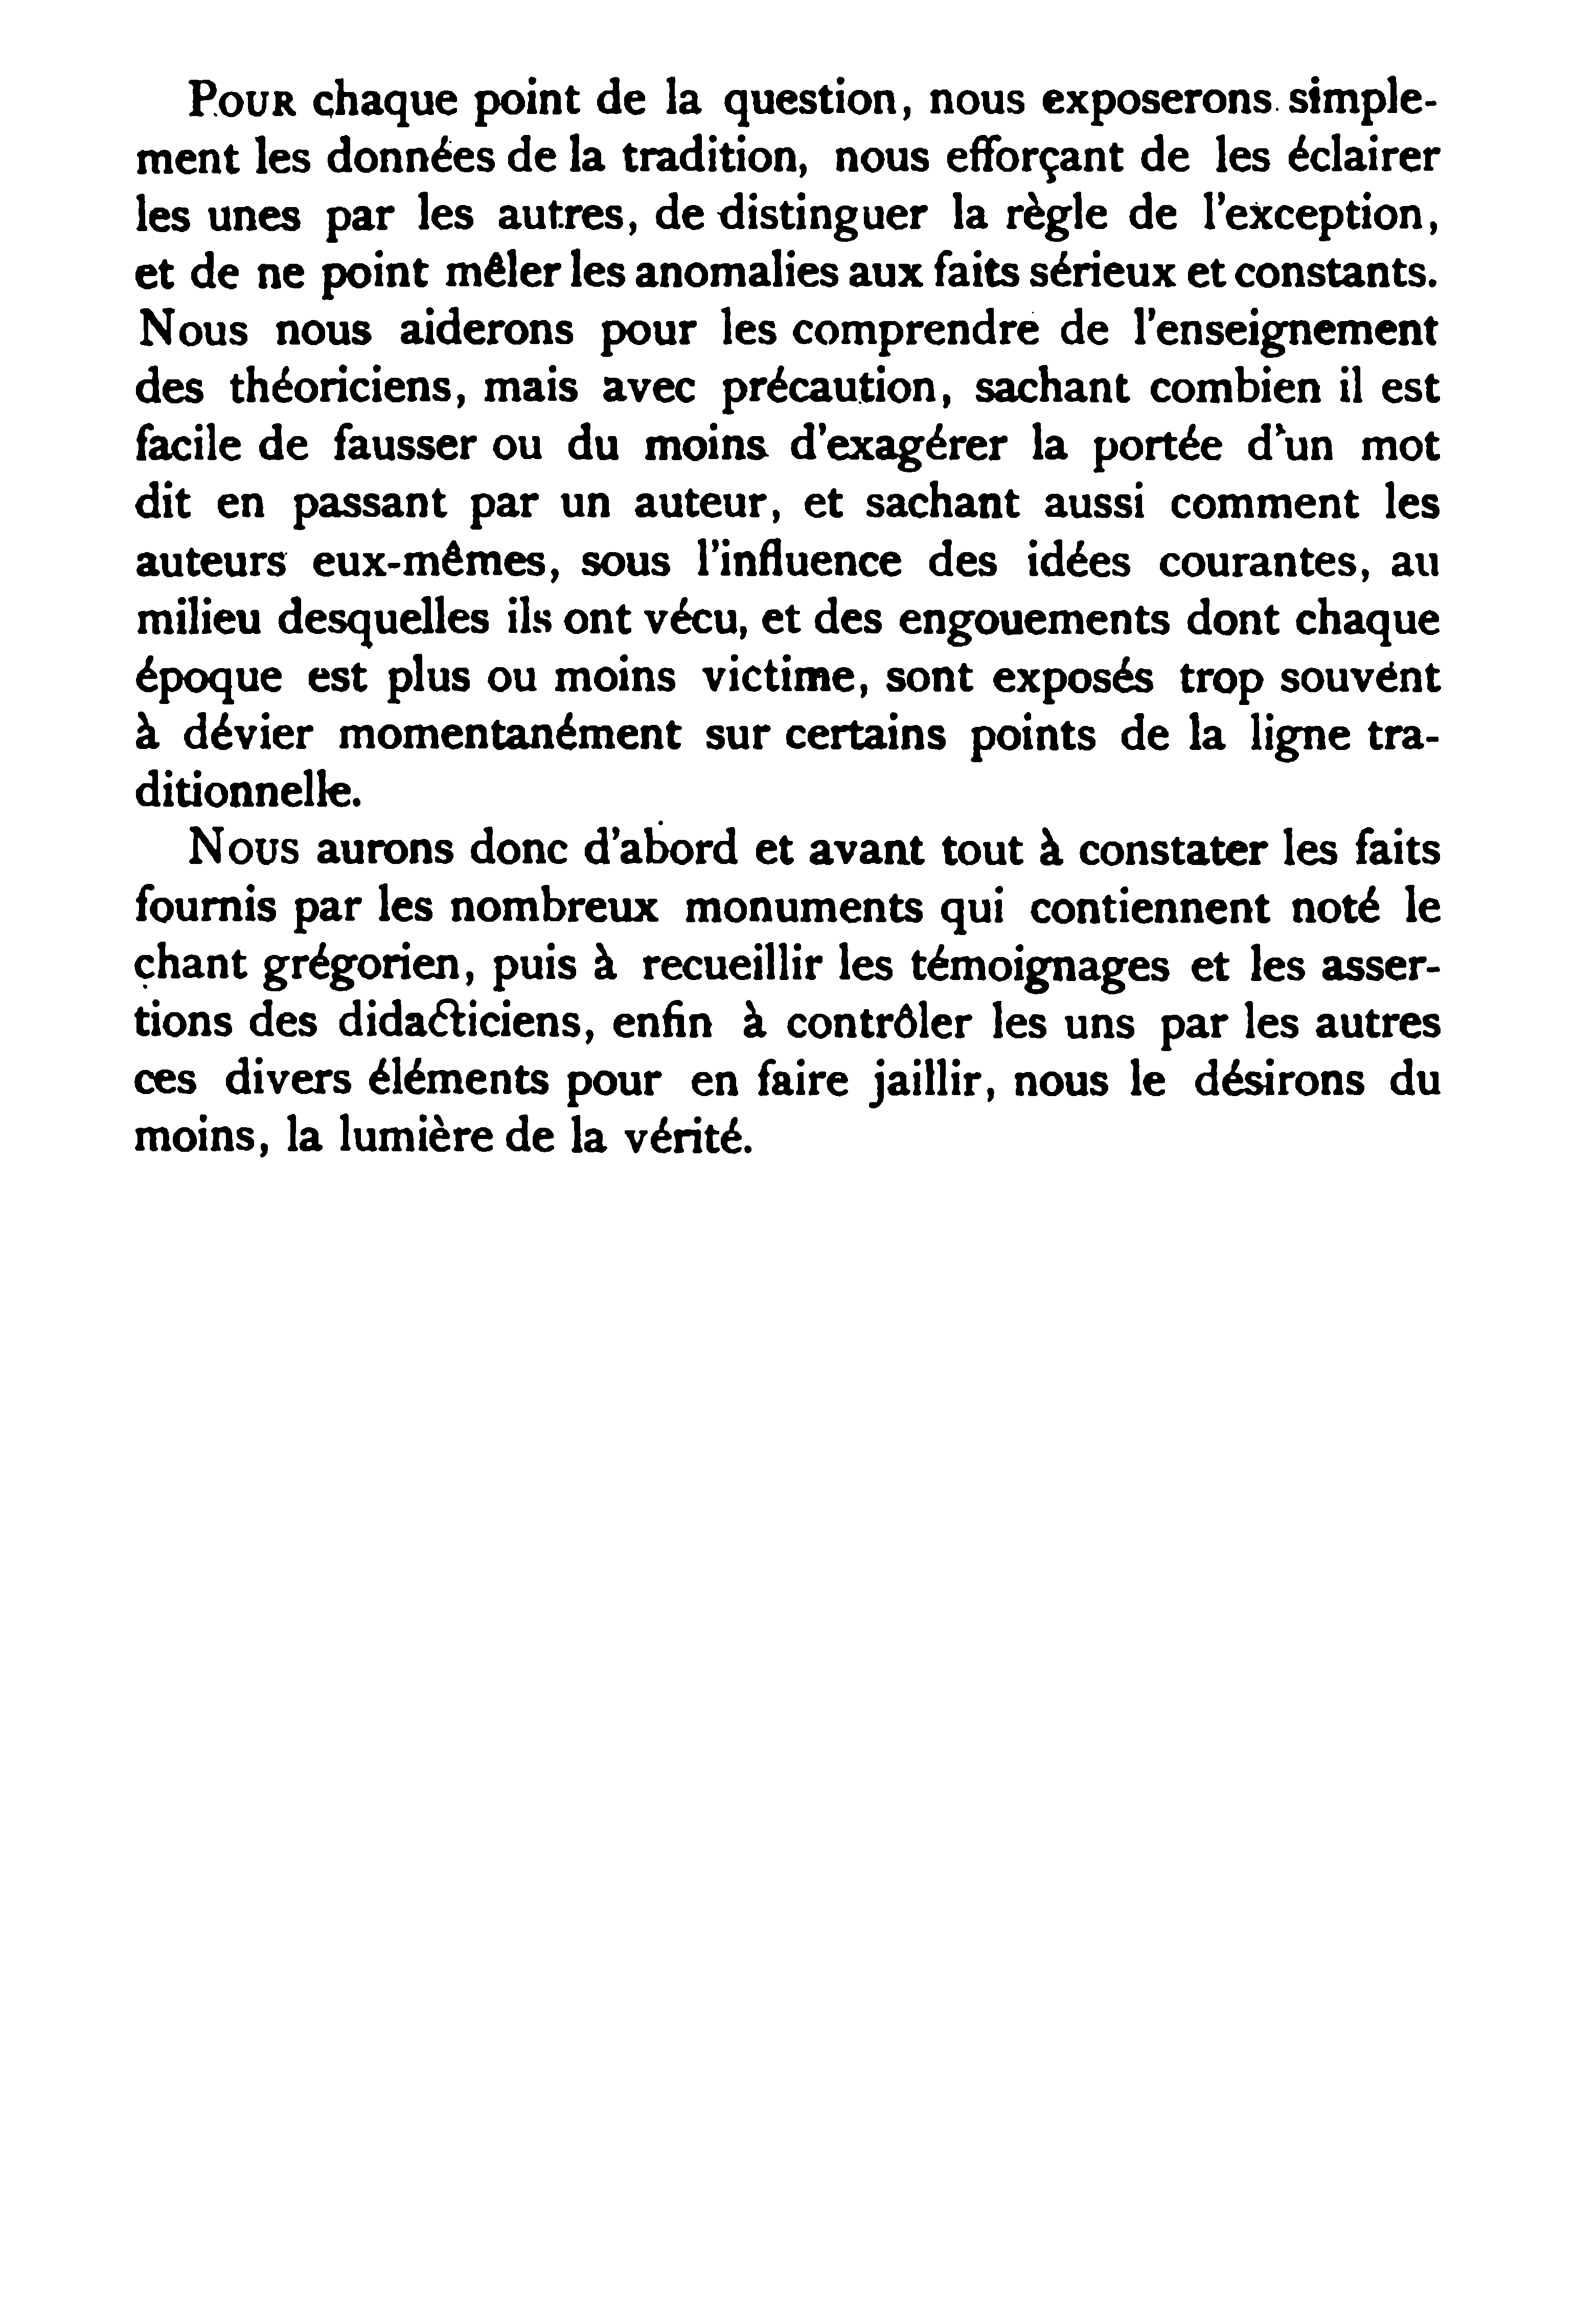 Pour chaque point de la question, nous exposerons simple-
ment les données de la tradition, nous efforçant de les éclairer
les unes par les autres, de distinguer la règle de l'exception,
et de ne point mêler les anomalies aux faits sérieux et constants.
Nous nous aiderons pour les comprendre de l'enseignement
des théoriciens, mais avec précaution, sachant combien il est
facile de fausser ou du moins d'exagérer la portée d'un mot
dit en passant par un auteur, et sachant aussi comment les
auteurs eux-mêmes, sous l'influence des idées courantes, au
milieu desquelles ils ont vécu, et des engouements dont chaque
époque est plus ou moins victime, sont exposés trop souvent
à dévier momentanément sur certains points de la ligne tra-
ditionnelle.
Nous aurons donc d'abord et avant tout à constater les faits
fournis par les nombreux monuments qui contiennent noté le
chant grégorien, puis à recueillir les témoignages et les asser-
tions des didacticiens, enfin à contrôler les uns par les autres
ces divers éléments pour en faire jaillir, nous le désirons du
moins, la lumière de la vérité.